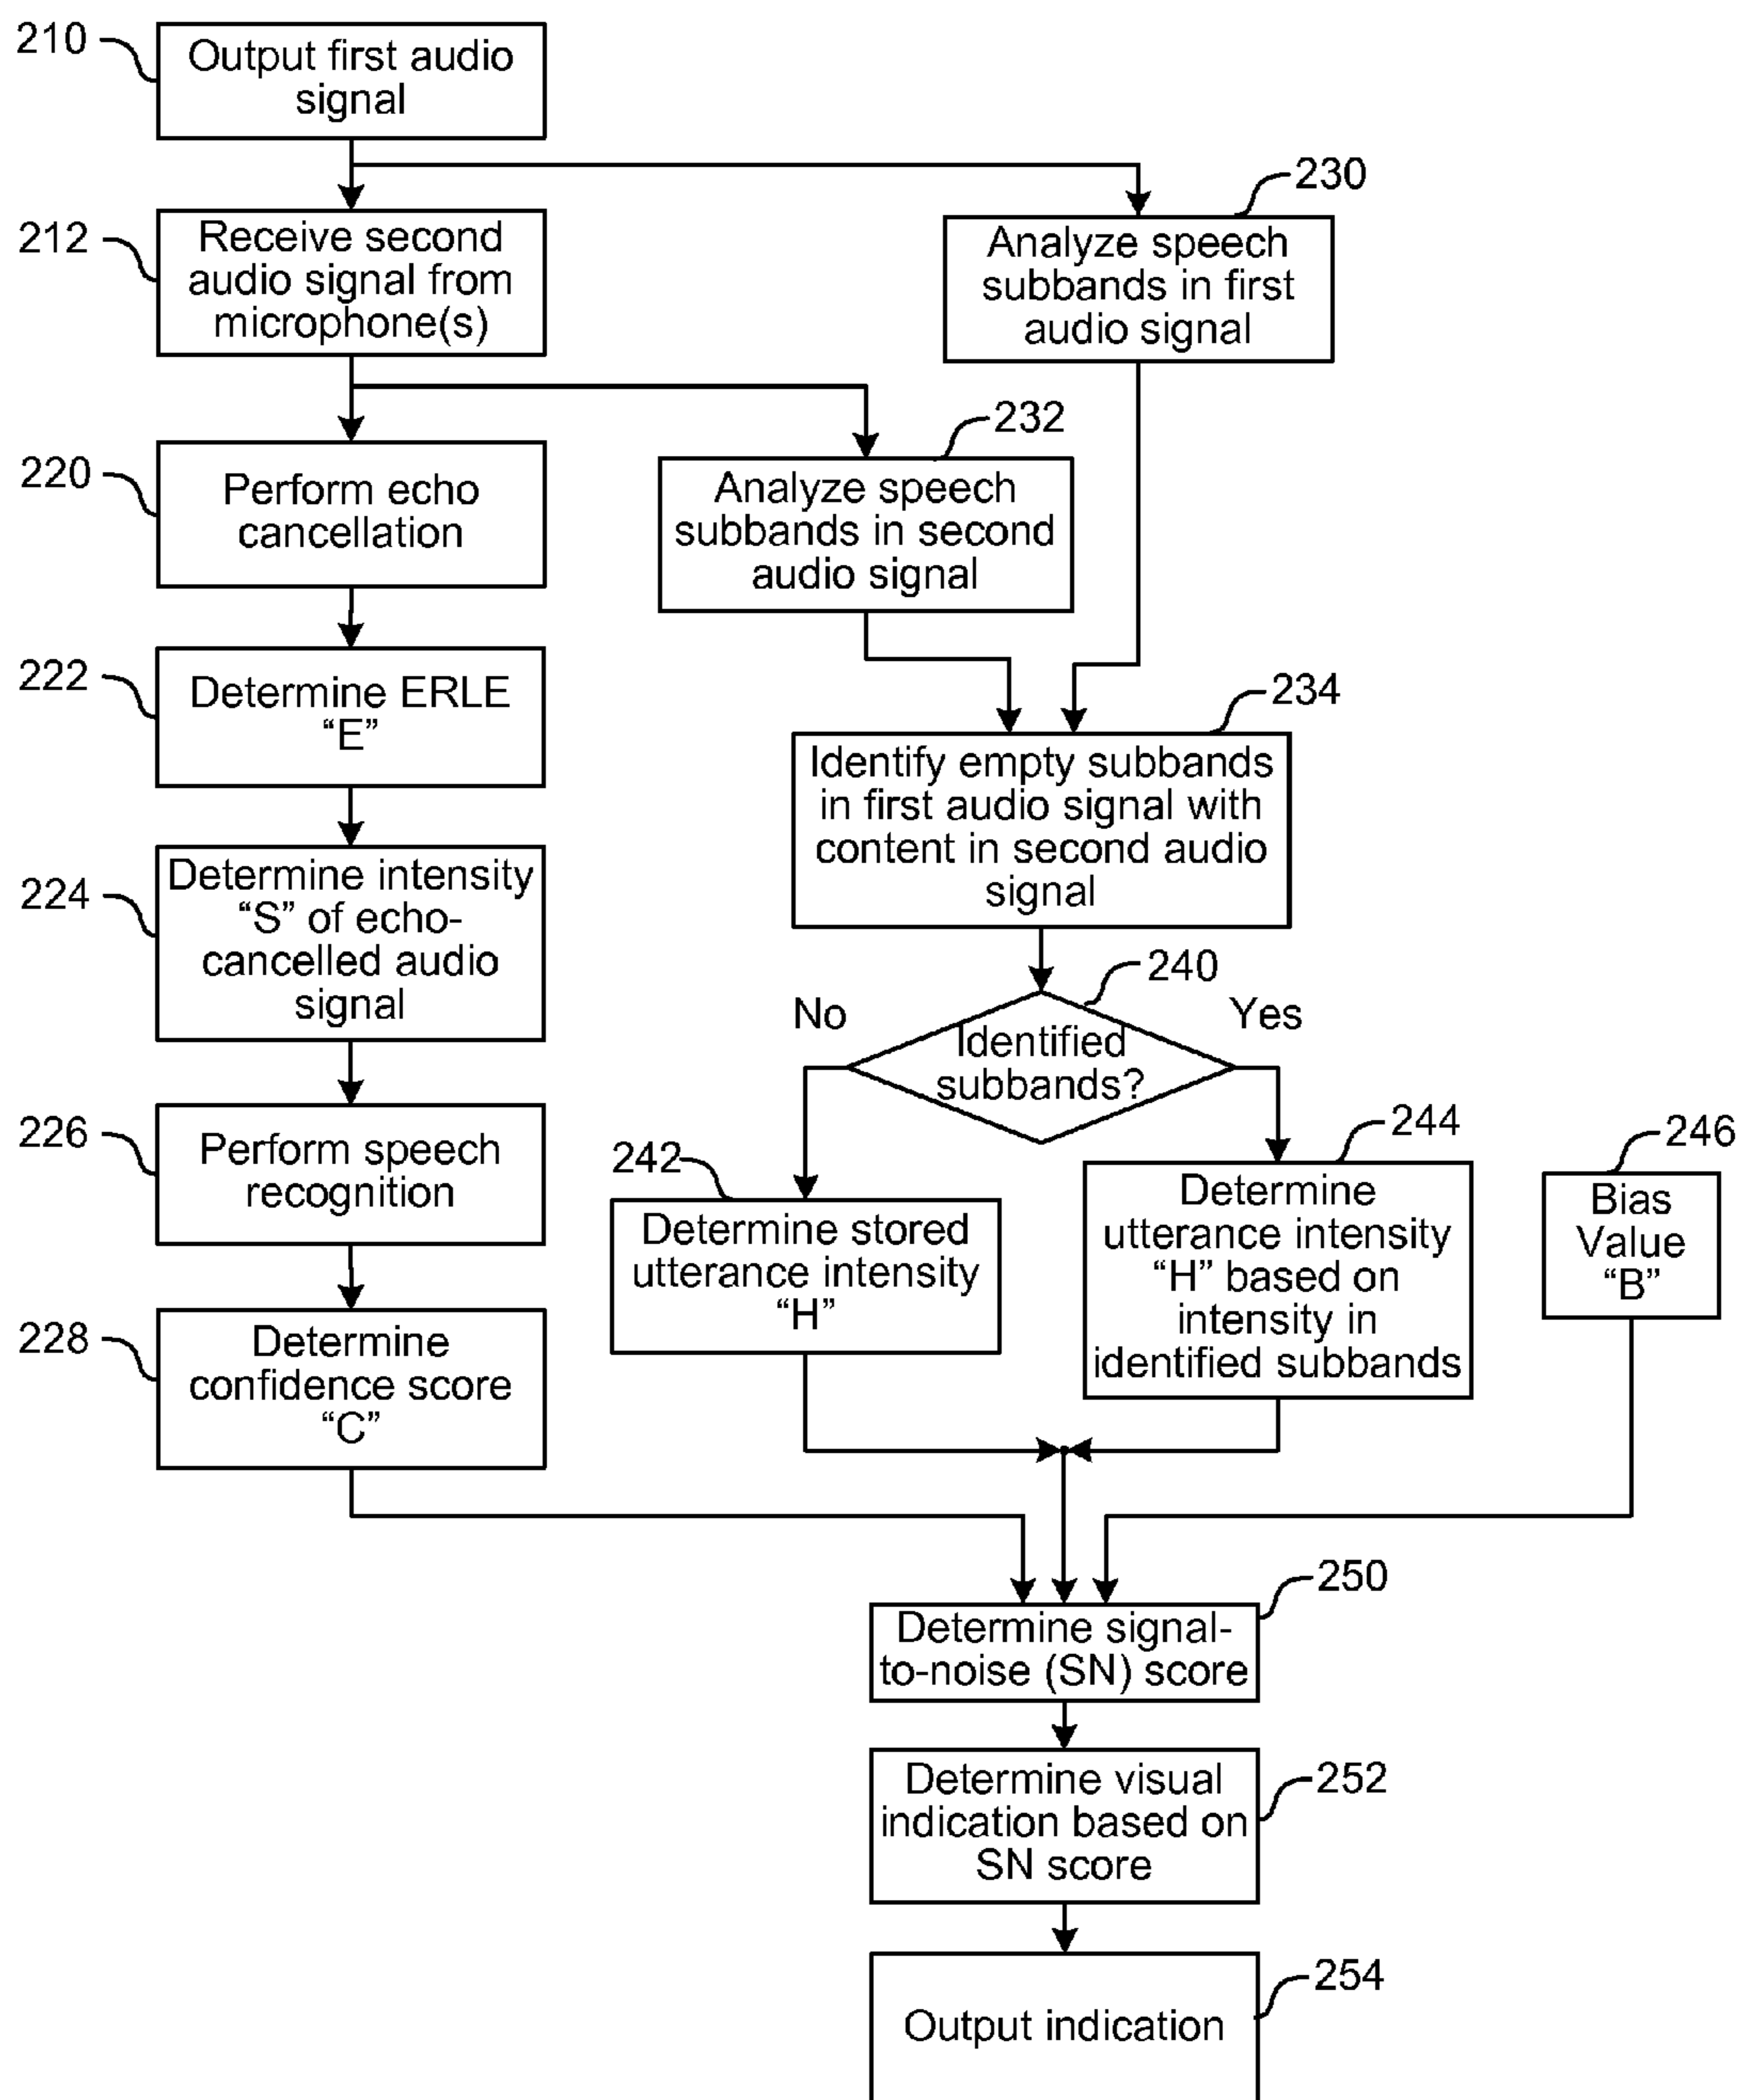 210
Output first audio
signal
230
212
Receive second
audio signal from
microphone(s)
Analyze speech
subbands in first
audio signal
232
220
Perform echo
cancellation
Analyze speech
subbands in second
audio signal
222
Determine ERLE
“E”
234
Identify empty subbands
in first audio signal with
content in second audio
signal
224
Determine intensity
“S” of echo-
cancelled audio
signal
240
No
Yes
Identified
subbands?
226
Perform speech
recognition
242
Determine stored
utterance intensity
“H”
244
Determine
utterance intensity
“H” based on
intensity in
identified subbands
246
Bias
Value
“B”
228
Determine
confidence score
“C”
250
Determine signal-
to-noise (SN) score
252
Determine visual
indication based on
SN score
254
Output indication